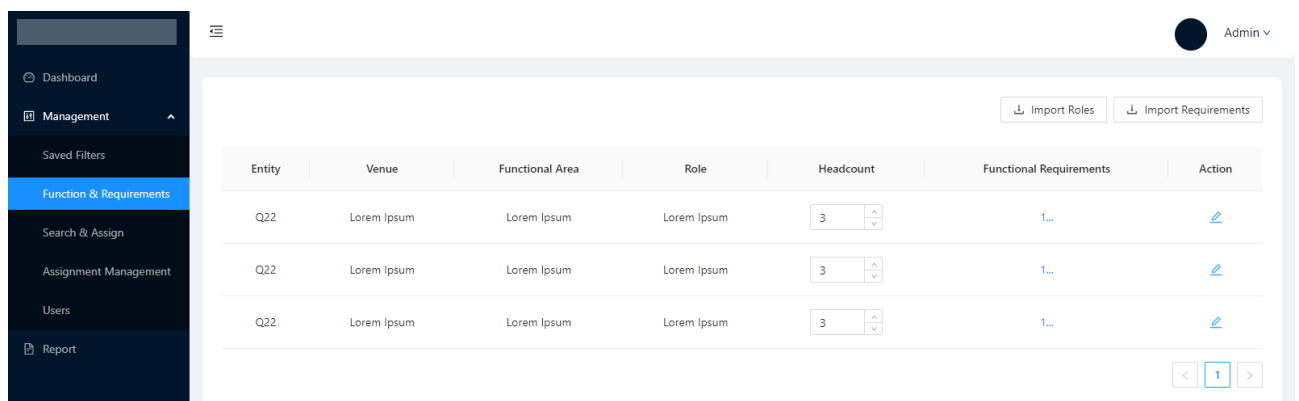 Admin
Dashboard
Management
Saved Filters
Function & Requirements
Search & Assign
Assignment Management
Users
Report
Import Roles Import Requirements
Entity Venue Functional Area Role Headcount Functional Requirements Action
Q22 Lorem Ipsum Lorem Ipsum Lorem Ipsum 3 1...
Q22 Lorem Ipsum Lorem Ipsum Lorem Ipsum 3 1...
Q22 Lorem Ipsum Lorem Ipsum Lorem Ipsum 3 1...
< 1 >